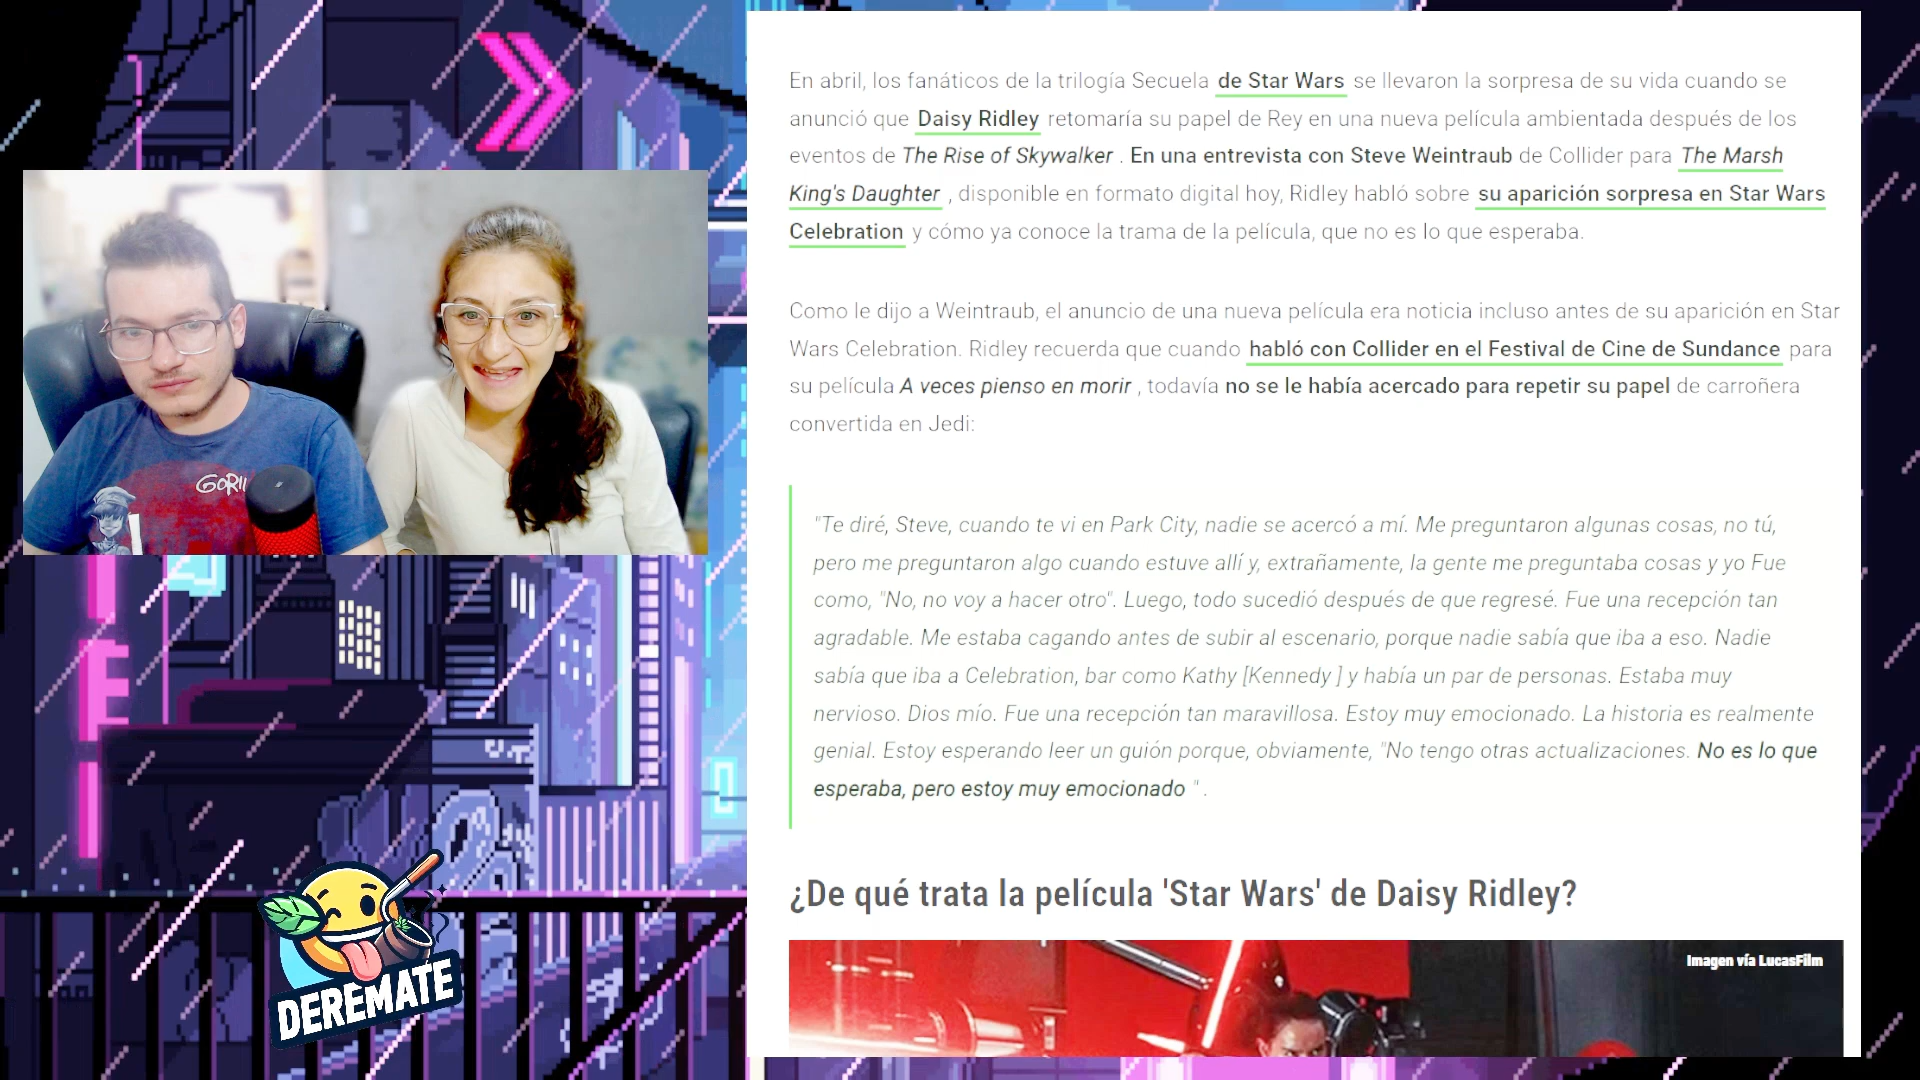 En abril, los fanáticos de la trilogía Secuela de Star Wars se llevaron la sorpresa de su vida cuando se
anunció que Daisy Ridley retomaría su papel de Rey en una nueva película ambientada después de los
eventos de The Rise of Skywalker . En una entrevista con Steve Weintraub de Collider para The Marsh
King's Daughter , disponible en formato digital hoy, Ridley habló sobre su aparición sorpresa en Star Wars
Celebration y cómo ya conoce la trama de la película, que no es lo que esperaba.
Como le dijo a Weintraub, el anuncio de una nueva película era noticia incluso antes de su aparición en Star
Wars Celebration. Ridley recuerda que cuando habló con Collider en el Festival de Cine de Sundance para
su película A veces pienso en morir , todavía no se le había acercado para repetir su papel de carroñera
convertida en Jedi:
"Te diré, Steve, cuando te vi en Park City, nadie se acercó a mí. Me preguntaron algunas cosas, no tú,
pero me preguntaron algo cuando estuve allí y, extrañamente, la gente me preguntaba cosas y yo Fue
como, "No, no voy a hacer otro". Luego, todo sucedió después de que regresé. Fue una recepción tan
agradable. Me estaba cagando antes de subir al escenario, porque nadie sabía que iba a eso. Nadie
sabía que iba a Celebration, bar como Kathy [Kennedy ] y había un par de personas. Estaba muy
nervioso. Dios mío. Fue una recepción tan maravillosa. Estoy muy emocionado. La historia es realmente
genial. Estoy esperando leer un guión porque, obviamente, "No tengo otras actualizaciones. No es lo que
esperaba, pero estoy muy emocionado " .
¿De qué trata la película 'Star Wars' de Daisy Ridley?
Imagen vía LucasFilm
GORIL
DEREMATE